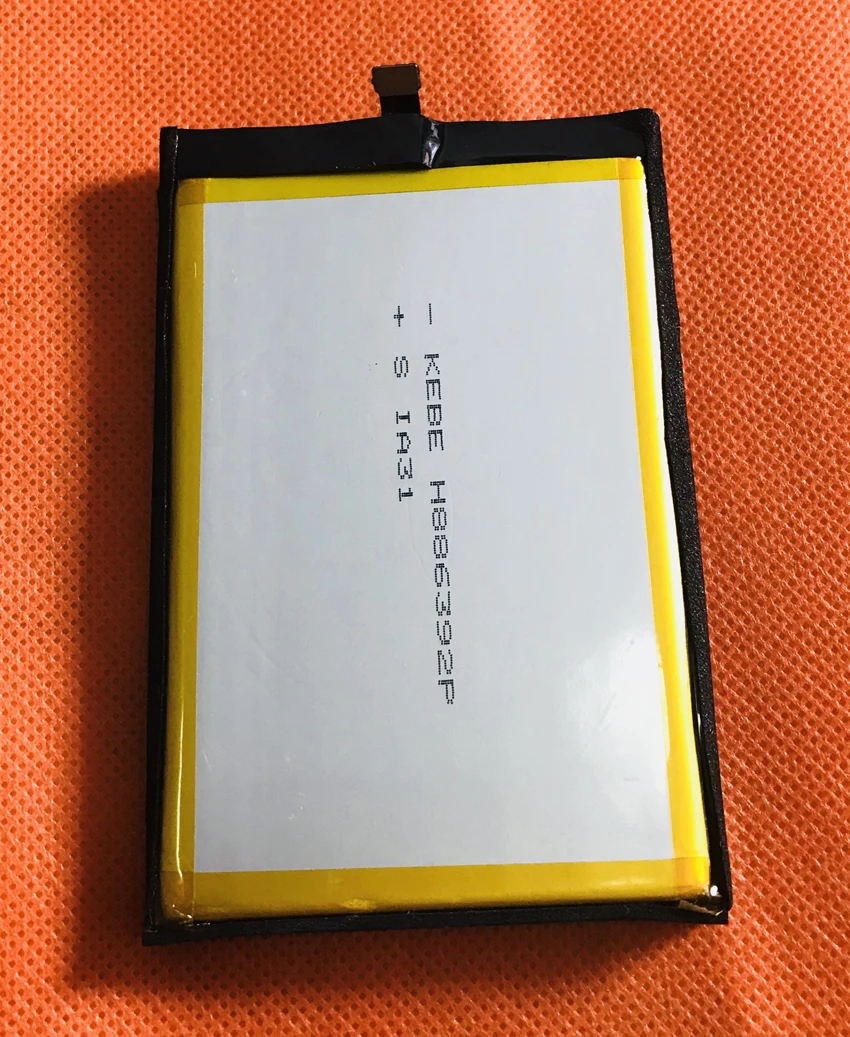 - KEBE H886392P
+ S IA31